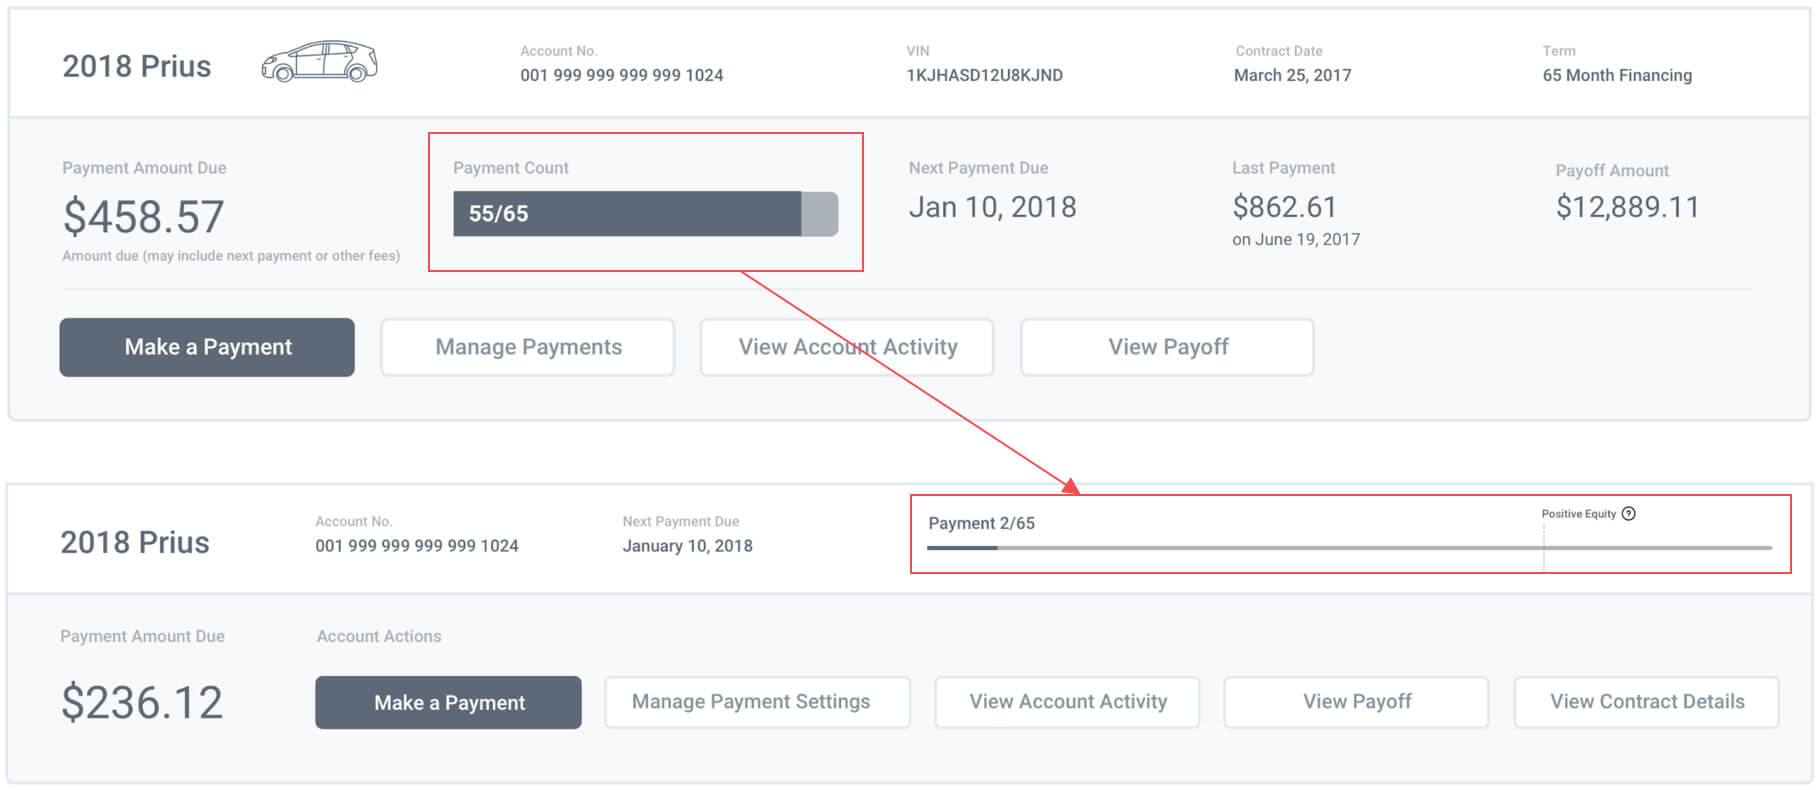 2018 Prius
Account No.
001 999 999 999 999 1024
VIN
1KJHASD12U8KJND
Contract Date
March 25, 2017
Term
65 Month Financing
Payment Amount Due
$458.57
Amount due (may include next payment or other fees)
Payment Count
55/65
Next Payment Due
Jan 10, 2018
Last Payment
$862.61
on June 19, 2017
Payoff Amount
$12,889.11
Make a Payment
Manage Payments
View Account Activity
View Payoff
2018 Prius
Account No.
001 999 999 999 999 1024
Next Payment Due
January 10, 2018
Payment 2/65
Positive Equity ?
Payment Amount Due
$236.12
Account Actions
Make a Payment
Manage Payment Settings
View Account Activity
View Payoff
View Contract Details